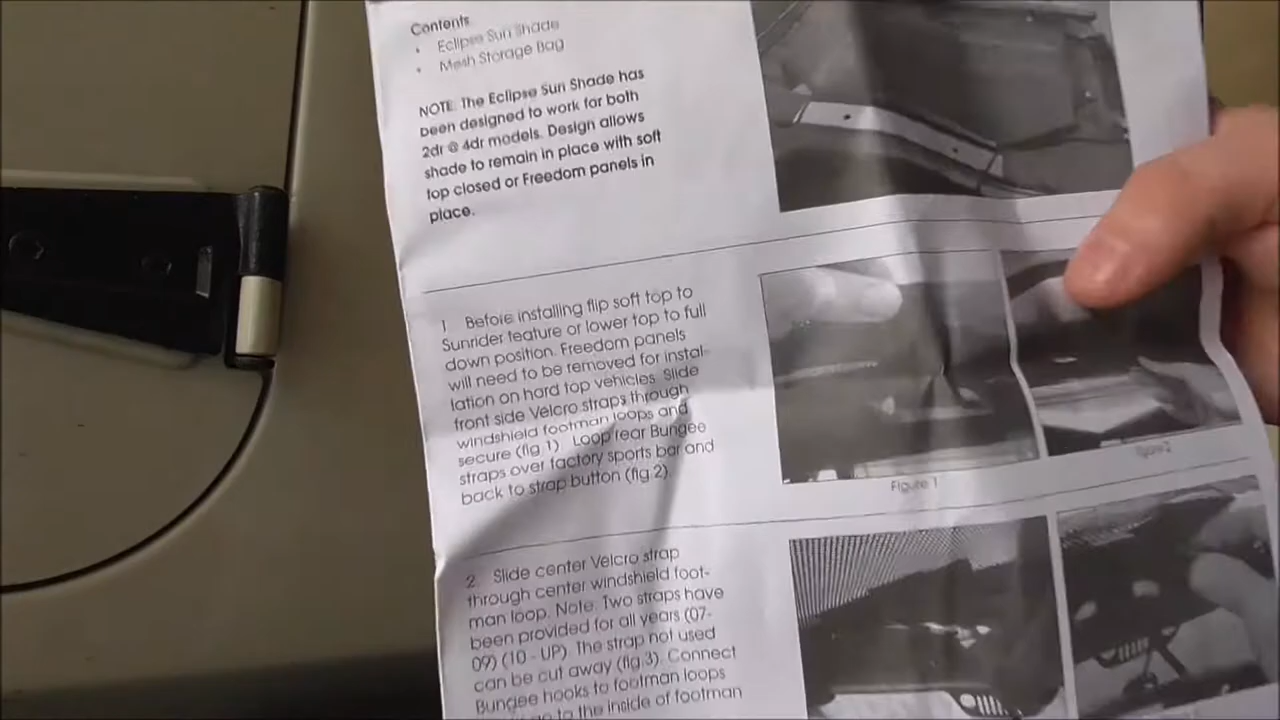 Contents
• Eclipse Sun Shade
• Mesh Storage Bag
NOTE: The Eclipse Sun Shade has
been designed to work for both
2dr @ 4dr models. Design allows
shade to remain in place with soft
top closed or Freedom panels in
place.
1 Before installing flip soft top to
Sunrider feature or lower top to full
down position. Freedom panels
will need to be removed for instal-
lation on hard top vehicles. Slide
front side Velcro straps through
windshield footman loops and
secure (fig 1). Loop rear Bungee
straps over factory sports bar and
back to strap button (fig 2).
Figure 1
Figure 2
2. Slide center Velcro strap
through center windshield foot-
man loop. Note: Two straps have
been provided for all years (07-
09) (10 - UP). The strap not used
can be cut away (fig 3). Connect
Bungee hooks to footman loops
to the inside of footman